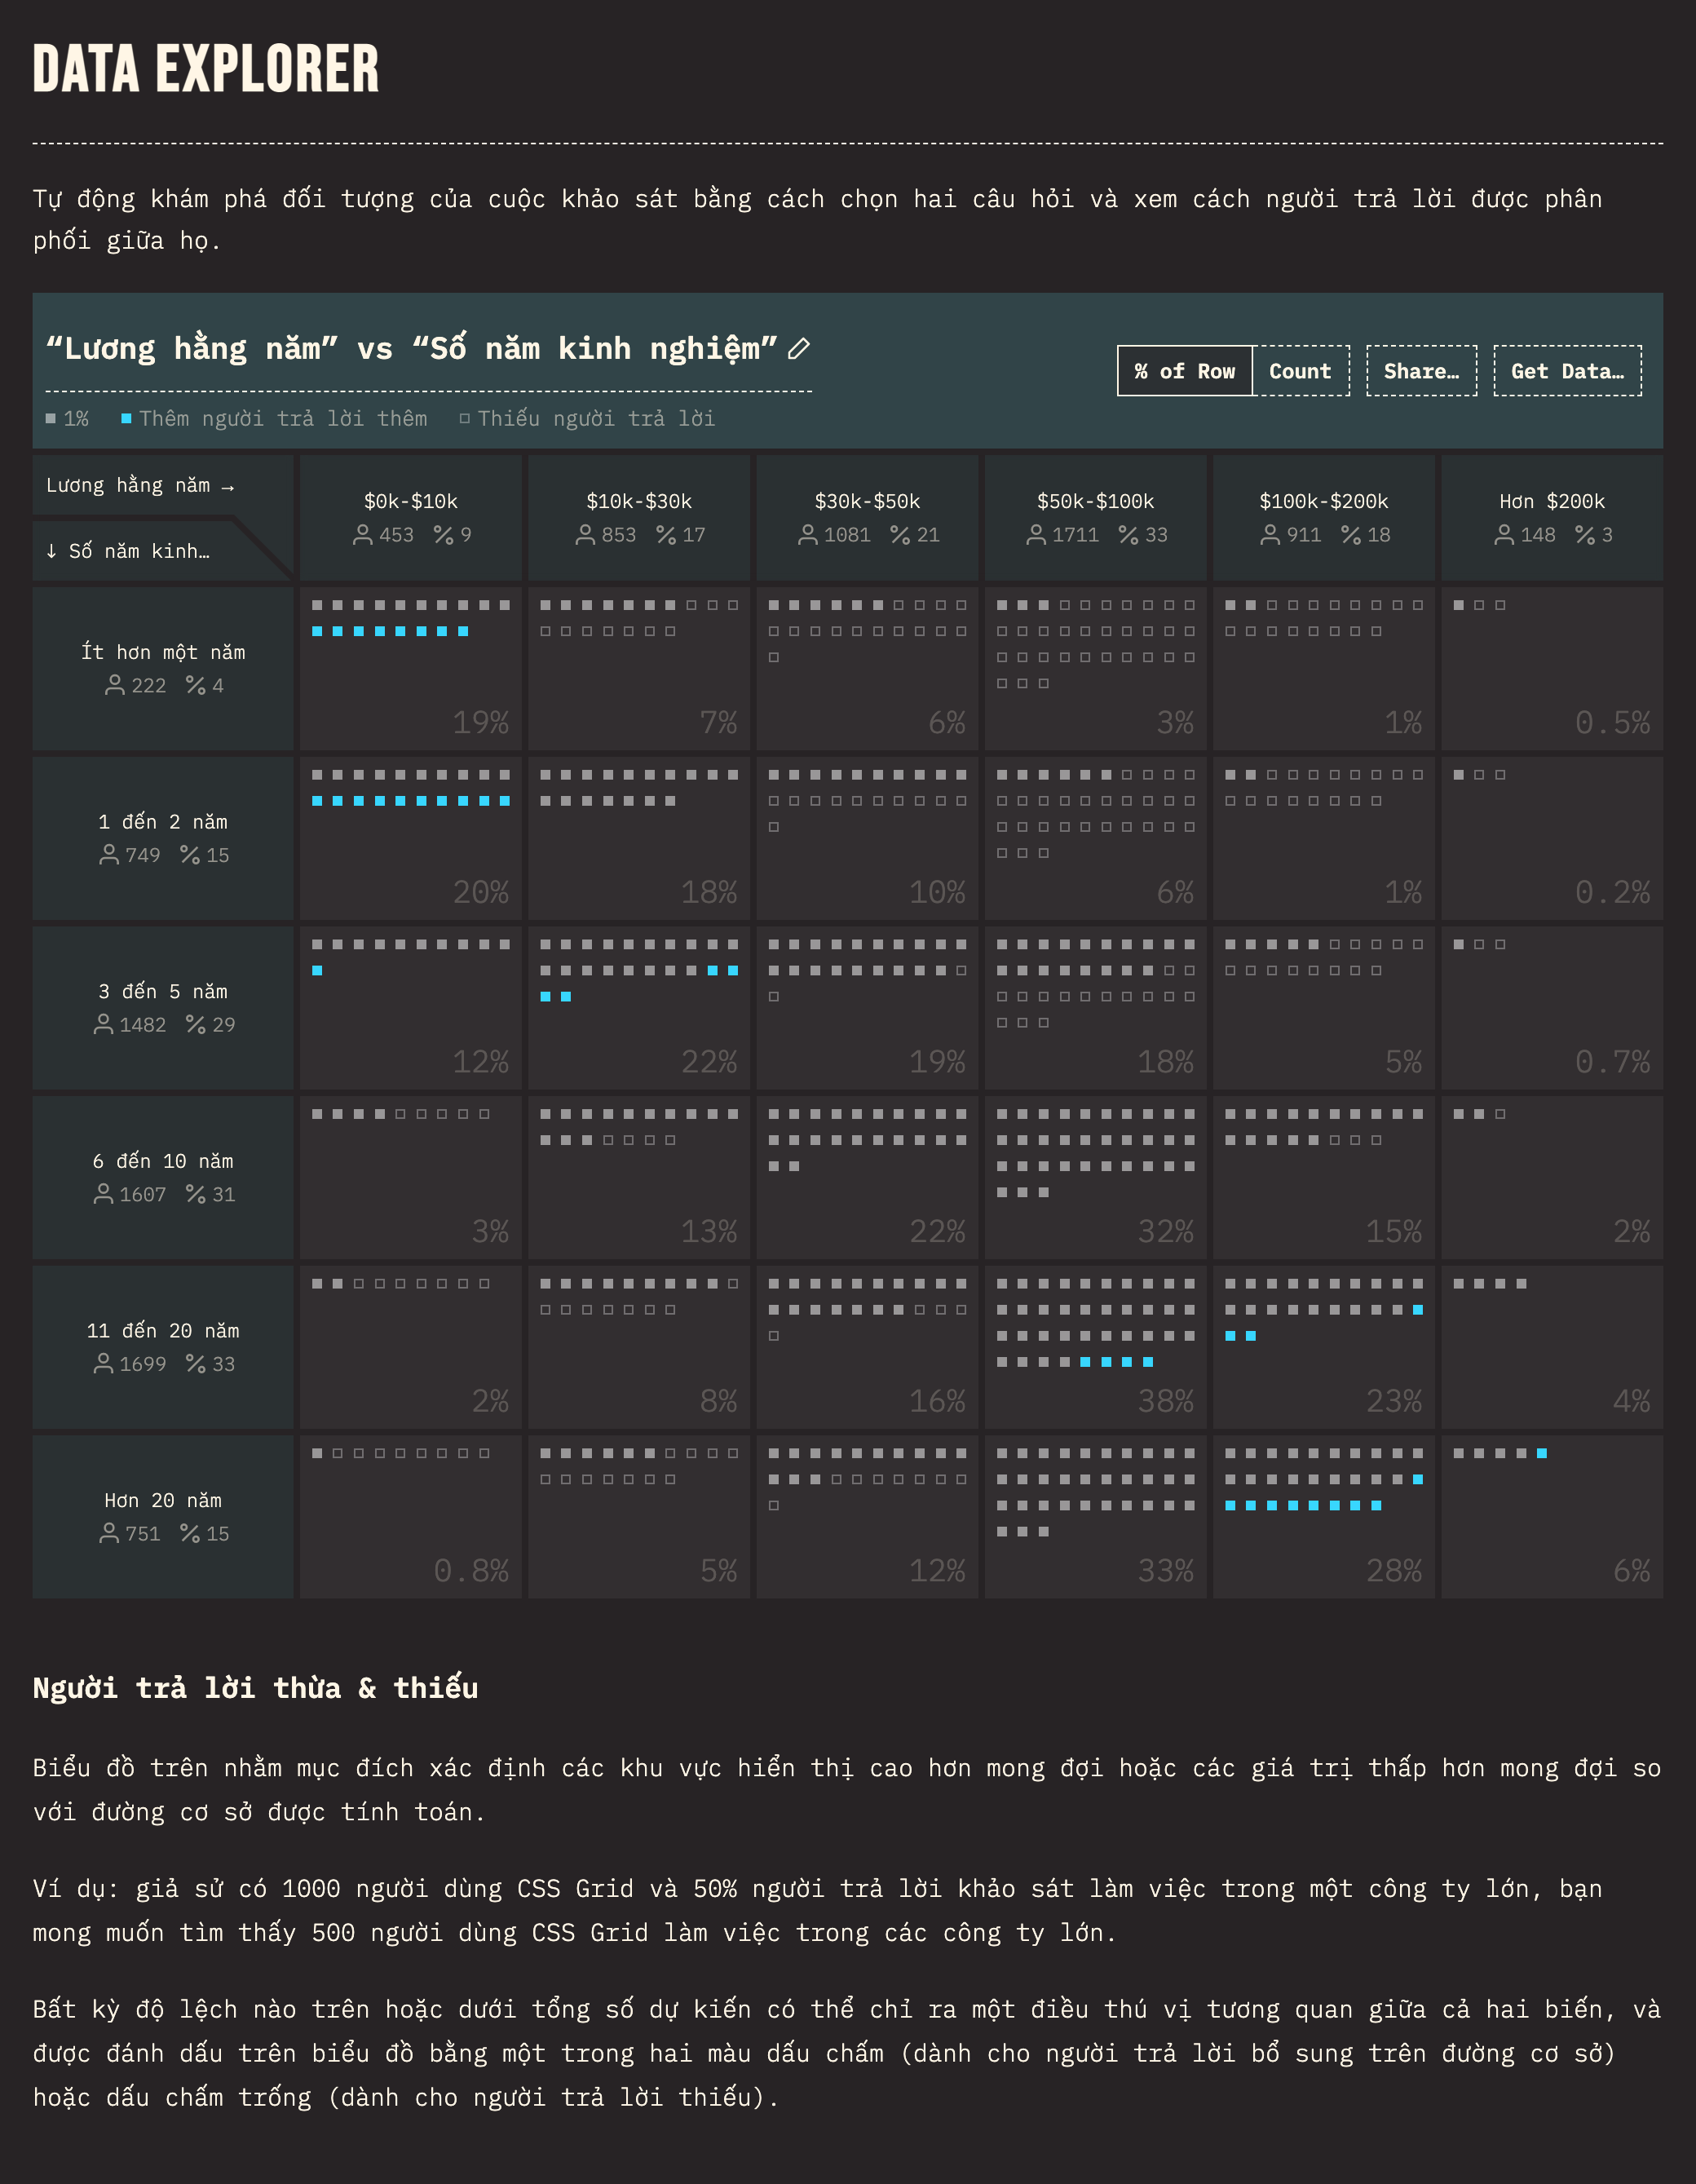 DATA EXPLORER
Tự động khám phá đối tượng của cuộc khảo sát bằng cách chọn hai câu hỏi và xem cách người trả lời được phân
phối giữa họ.
“Lương hằng năm” vs “Số năm kinh nghiệm”
% of Row Count Share… Get Data…
1% Thêm người trả lời thêm Thiếu người trả lời
Lương hằng năm →
↓ Số năm kinh…
$0k-$10k
453 % 9
$10k-$30k
853 % 17
$30k-$50k
1081 % 21
$50k-$100k
1711 % 33
$100k-$200k
911 % 18
Hơn $200k
148 % 3
Ít hơn một năm
222 % 4
19% 7% 6% 3% 1% 0.5%
1 đến 2 năm
749 % 15
20% 18% 10% 6% 1% 0.2%
3 đến 5 năm
1482 % 29
12% 22% 19% 18% 5% 0.7%
6 đến 10 năm
1607 % 31
3% 13% 22% 32% 15% 2%
11 đến 20 năm
1699 % 33
2% 8% 16% 38% 23% 4%
Hơn 20 năm
751 % 15
0.8% 5% 12% 33% 28% 6%
Người trả lời thừa & thiếu
Biểu đồ trên nhằm mục đích xác định các khu vực hiển thị cao hơn mong đợi hoặc các giá trị thấp hơn mong đợi so
với đường cơ sở được tính toán.
Ví dụ: giả sử có 1000 người dùng CSS Grid và 50% người trả lời khảo sát làm việc trong một công ty lớn, bạn
mong muốn tìm thấy 500 người dùng CSS Grid làm việc trong các công ty lớn.
Bất kỳ độ lệch nào trên hoặc dưới tổng số dự kiến có thể chỉ ra một điều thú vị tương quan giữa cả hai biến, và
được đánh dấu trên biểu đồ bằng một trong hai màu dấu chấm (dành cho người trả lời bổ sung trên đường cơ sở)
hoặc dấu chấm trống (dành cho người trả lời thiếu).